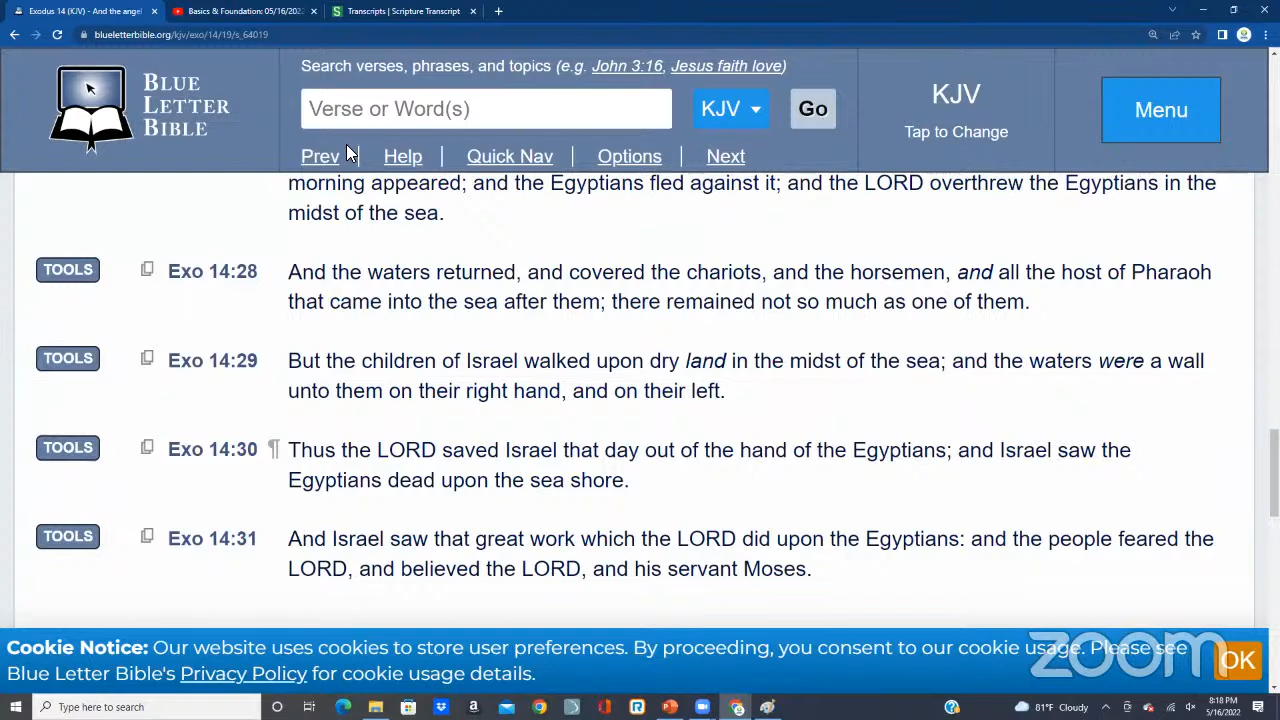 Exodus 14 (KJV) - And the angel
Basics & Foundation: 05/16/2022
Transcripts | Scripture Transcript
blueletterbible.org/kjv/exo/14/19/s_64019
BLUE
LETTER
BIBLE
Search verses, phrases, and topics (e.g. John 3:16, Jesus faith love)
Verse or Word(s)
KJV
Go
Prev | Help | Quick Nav | Options | Next
KJV
Tap to Change
Menu
morning appeared; and the Egyptians fled against it; and the LORD overthrew the Egyptians in the
midst of the sea.
TOOLS Exo 14:28 And the waters returned, and covered the chariots, and the horsemen, and all the host of Pharaoh
that came into the sea after them; there remained not so much as one of them.
TOOLS Exo 14:29 But the children of Israel walked upon dry land in the midst of the sea; and the waters were a wall
unto them on their right hand, and on their left.
TOOLS Exo 14:30 ¶ Thus the LORD saved Israel that day out of the hand of the Egyptians; and Israel saw the
Egyptians dead upon the sea shore.
TOOLS Exo 14:31 And Israel saw that great work which the LORD did upon the Egyptians: and the people feared the
LORD, and believed the LORD, and his servant Moses.
Cookie Notice: Our website uses cookies to store user preferences. By proceeding, you consent to our cookie usage. Please see
Blue Letter Bible's Privacy Policy for cookie usage details.
OK
zoom
Type here to search
81°F Cloudy
8:18 PM
5/16/2022